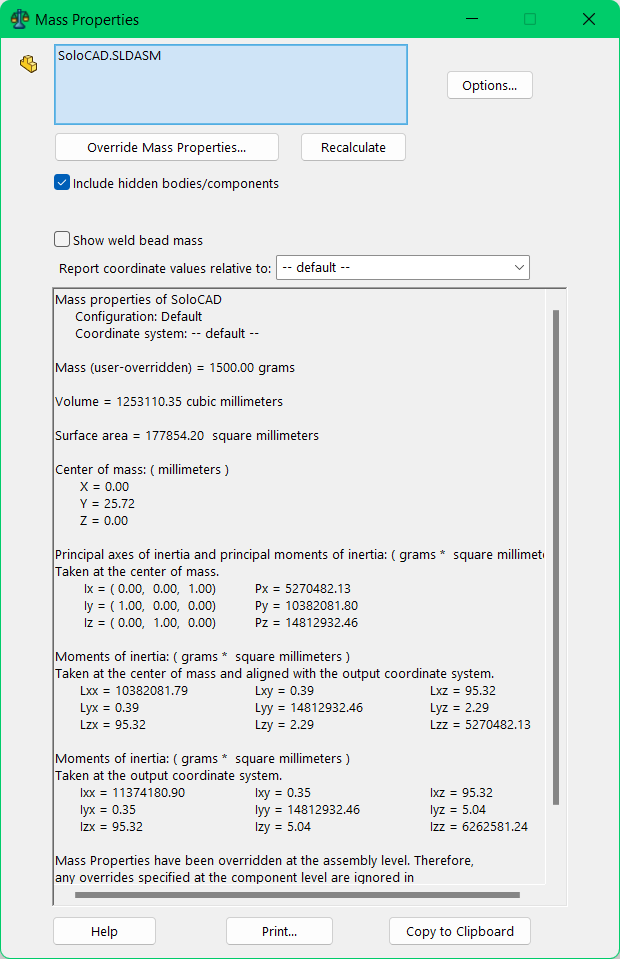 Mass Properties
SoloCAD.SLDASM
Options...
Override Mass Properties...
Recalculate
Include hidden bodies/components
Show weld bead mass
Report coordinate values relative to:
-- default --
Mass properties of SoloCAD
Configuration: Default
Coordinate system: -- default --
Mass (user-overridden) = 1500.00 grams
Volume = 1253110.35 cubic millimeters
Surface area = 177854.20 square millimeters
Center of mass: ( millimeters )
X = 0.00
Y = 25.72
Z = 0.00
Principal axes of inertia and principal moments of inertia: ( grams * square millimet
Taken at the center of mass.
Ix = ( 0.00, 0.00, 1.00) Px = 5270482.13
Iy = ( 1.00, 0.00, 0.00) Py = 10382081.80
Iz = ( 0.00, 1.00, 0.00) Pz = 14812932.46
Moments of inertia: ( grams * square millimeters )
Taken at the center of mass and aligned with the output coordinate system.
Lxx = 10382081.79 Lxy = 0.39 Lxz = 95.32
Lyx = 0.39 Lyy = 14812932.46 Lyz = 2.29
Lzx = 95.32 Lzy = 2.29 Lzz = 5270482.13
Moments of inertia: ( grams * square millimeters )
Taken at the output coordinate system.
Ixx = 11374180.90 Ixy = 0.35 Ixz = 95.32
Iyx = 0.35 Iyy = 14812932.46 Iyz = 5.04
Izx = 95.32 Izy = 5.04 Izz = 6262581.24
Mass Properties have been overridden at the assembly level. Therefore,
any overrides specified at the component level are ignored in
Help
Print...
Copy to Clipboard